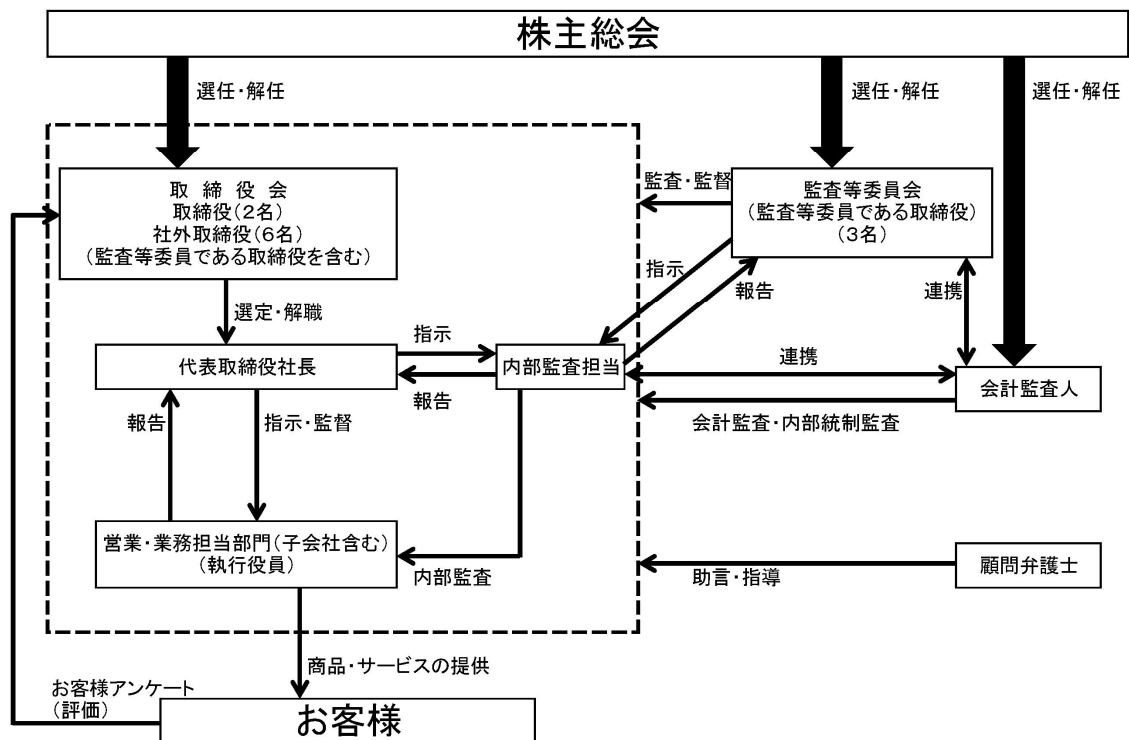 株主総会
選任・解任
選任・解任
選任・解任
取締役会
取締役(2名)
社外取締役(6名)
(監査等委員である取締役を含む)
監査・監督
監査等委員会
(監査等委員である取締役)
(3名)
指示
報告
連携
選定・解職
代表取締役社長
指示
報告
内部監査担当
連携
会計監査人
会計監査・内部統制監査
報告
指示・監督
営業・業務担当部門(子会社含む)
(執行役員)
内部監査
助言・指導
顧問弁護士
商品・サービスの提供
お客様アンケート
(評価)
お客様